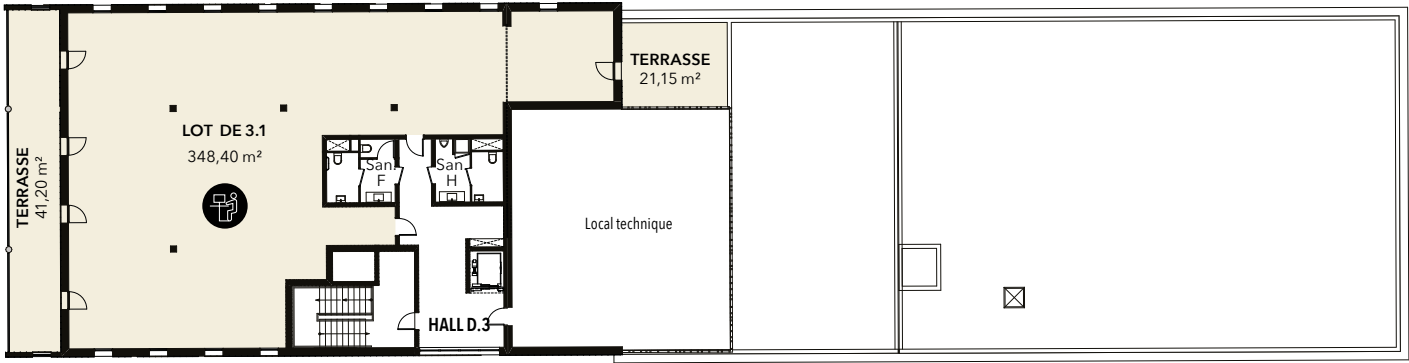 TERRASSE
41,20 m²
LOT DE 3.1
348,40 m²
San.
F
San.
H
TERRASSE
21,15 m²
Local technique
HALL D.3